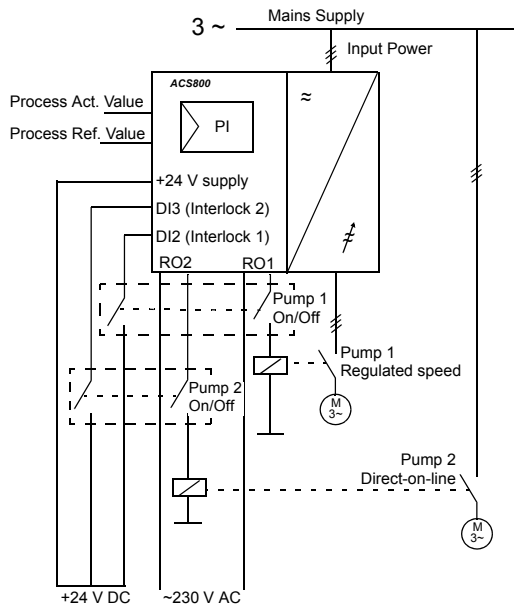 Mains Supply
3 ~
Input Power
ACS800
≈
Process Act. Value
PI
Process Ref. Value
+24 V supply
DI3 (Interlock 2)
DI2 (Interlock 1)
RO2
RO1
Pump 1
On/Off
Pump 1
Regulated speed
Pump 2
On/Off
M
3~
Pump 2
Direct-on-line
M
3~
+24 V DC
~230 V AC